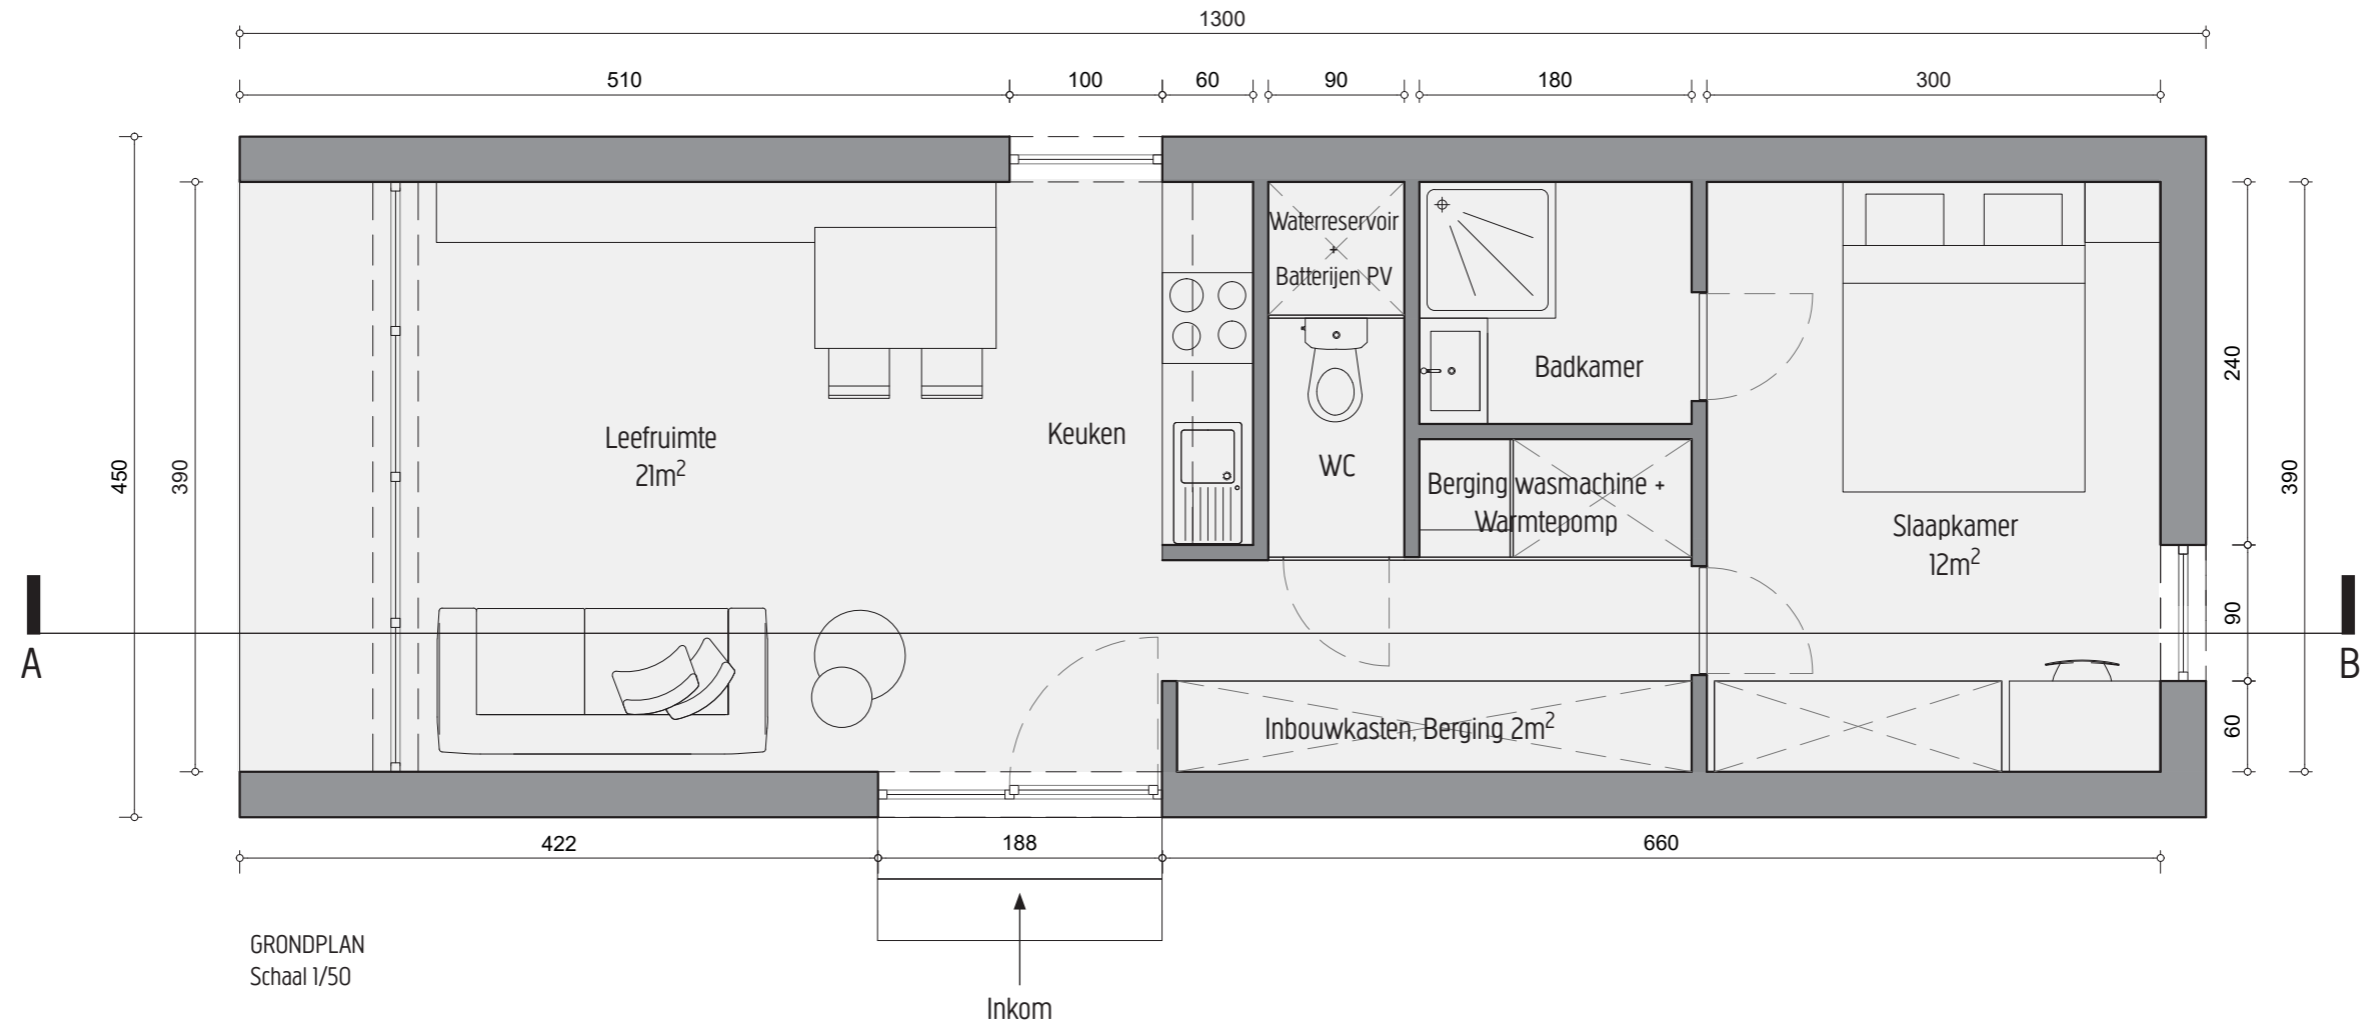 1300
510
100
60
90
180
300
Waterreservoir
+
Batterijen PV
Badkamer
Leefruimte
21m²
Keuken
WC
Berging wasmachine +
Warmtepomp
Slaapkamer
12m²
450
390
240
90
60
390
A
B
Inbouwkasten, Berging 2m²
422
188
660
GRONDPLAN
Schaal 1/50
Inkom